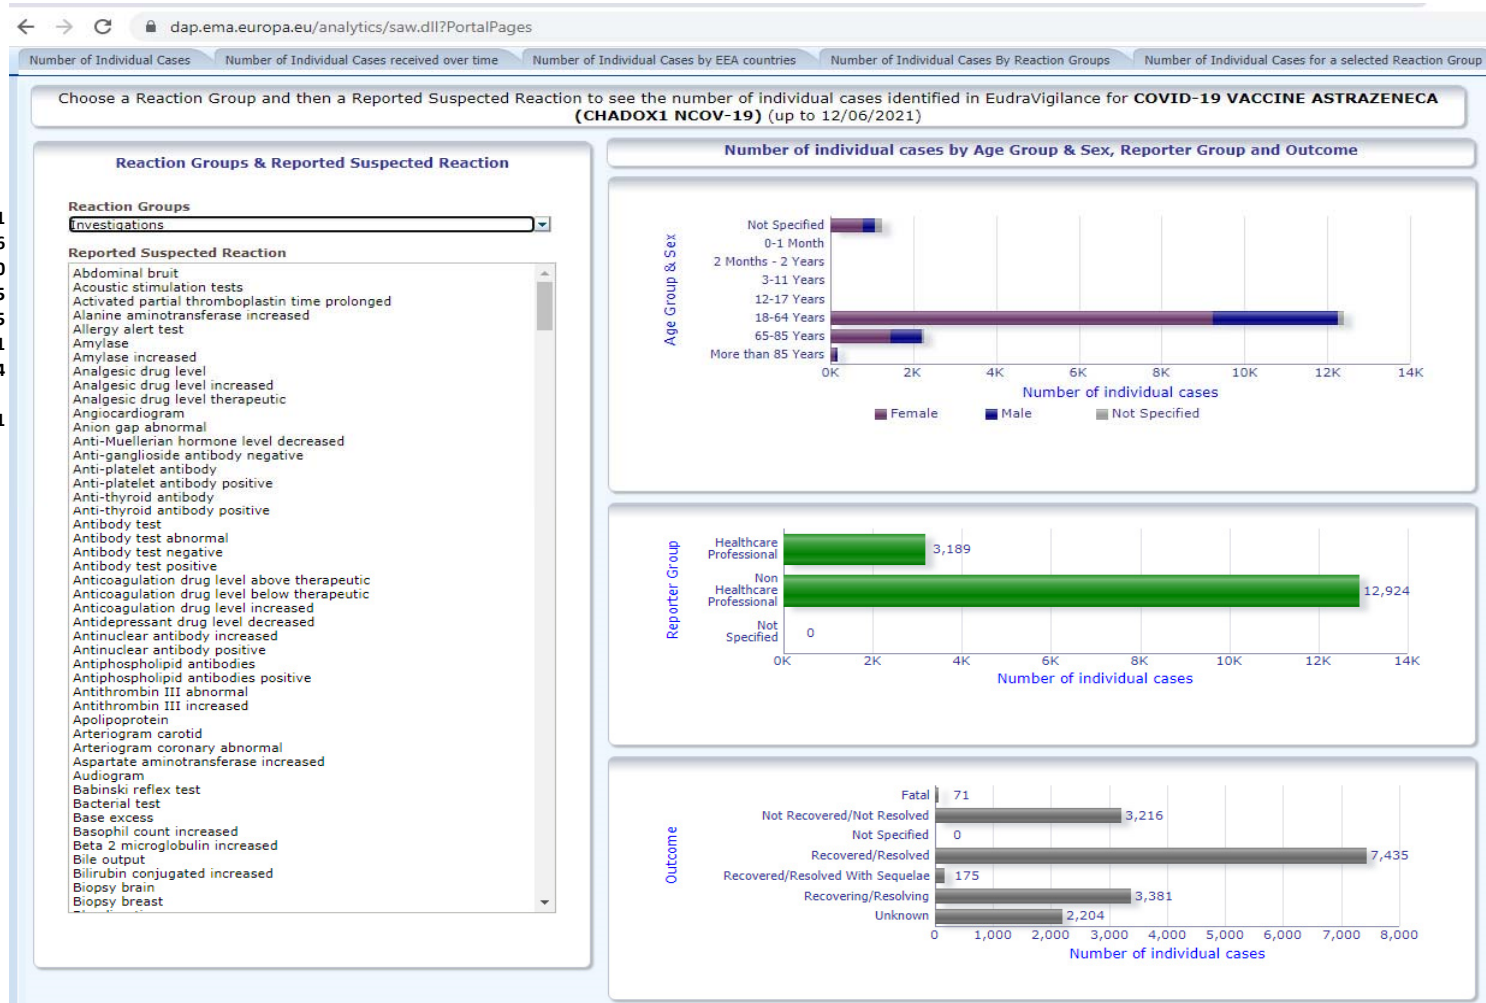 dap.ema.europa.eu/analytics/saw.dll?PortalPages
Number of Individual Cases
Number of Individual Cases received over time
Number of Individual Cases by EEA countries
Number of Individual Cases By Reaction Groups
Number of Individual Cases for a selected Reaction Group
Choose a Reaction Group and then a Reported Suspected Reaction to see the number of individual cases identified in EudraVigilance for COVID-19 VACCINE ASTRAZENECA
(CHADOX1 NCOV-19) (up to 12/06/2021)
Reaction Groups & Reported Suspected Reaction
Reaction Groups
Investigations
Reported Suspected Reaction
Abdominal bruit
Acoustic stimulation tests
Activated partial thromboplastin time prolonged
Alanine aminotransferase increased
Allergy alert test
Amylase
Amylase increased
Analgesic drug level
Analgesic drug level increased
Analgesic drug level therapeutic
Angiocardiogram
Anion gap abnormal
Anti-Muellerian hormone level decreased
Anti-ganglioside antibody negative
Anti-platelet antibody
Anti-platelet antibody positive
Anti-thyroid antibody
Anti-thyroid antibody positive
Antibody test
Antibody test abnormal
Antibody test negative
Antibody test positive
Anticoagulation drug level above therapeutic
Anticoagulation drug level below therapeutic
Anticoagulation drug level increased
Antidepressant drug level decreased
Antinuclear antibody increased
Antinuclear antibody positive
Antiphospholipid antibodies
Antiphospholipid antibodies positive
Antithrombin III abnormal
Antithrombin III increased
Apolipoprotein
Arteriogram carotid
Arteriogram coronary abnormal
Aspartate aminotransferase increased
Audiogram
Babinski reflex test
Bacterial test
Base excess
Basophil count increased
Beta 2 microglobulin increased
Bile output
Bilirubin conjugated increased
Biopsy brain
Biopsy breast
Number of individual cases by Age Group & Sex, Reporter Group and Outcome
Age Group & Sex
Not Specified
0-1 Month
2 Months - 2 Years
3-11 Years
12-17 Years
18-64 Years
65-85 Years
More than 85 Years
0K 2K 4K 6K 8K 10K 12K 14K
Number of individual cases
Female Male Not Specified
Reporter Group
Healthcare
Professional
3,189
Non
Healthcare
Professional
12,924
Not
Specified
0
0K 2K 4K 6K 8K 10K 12K 14K
Number of individual cases
Outcome
Fatal 71
Not Recovered/Not Resolved 3,216
Not Specified 0
Recovered/Resolved 7,435
Recovered/Resolved With Sequelae 175
Recovering/Resolving 3,381
Unknown 2,204
0 1,000 2,000 3,000 4,000 5,000 6,000 7,000 8,000
Number of individual cases